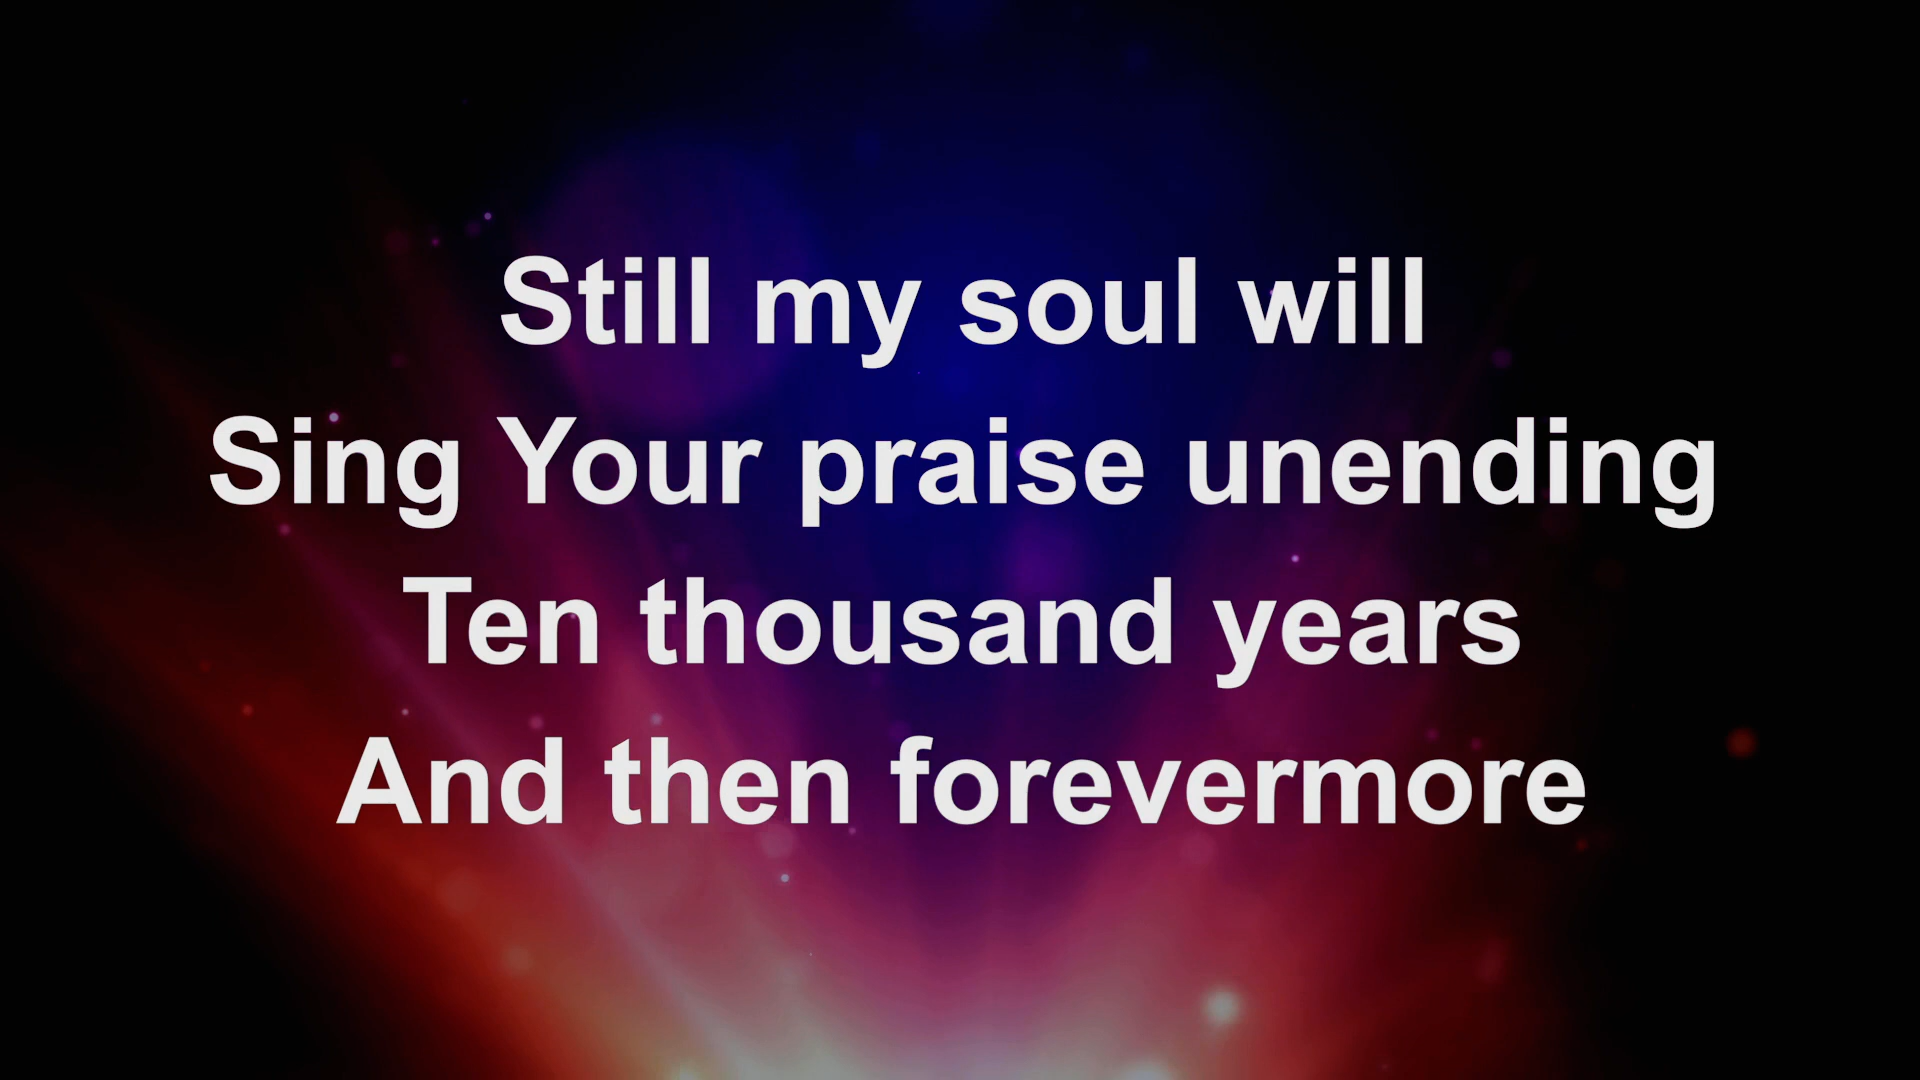 Still my soul will
Sing Your praise unending
Ten thousand years
And then forevermore